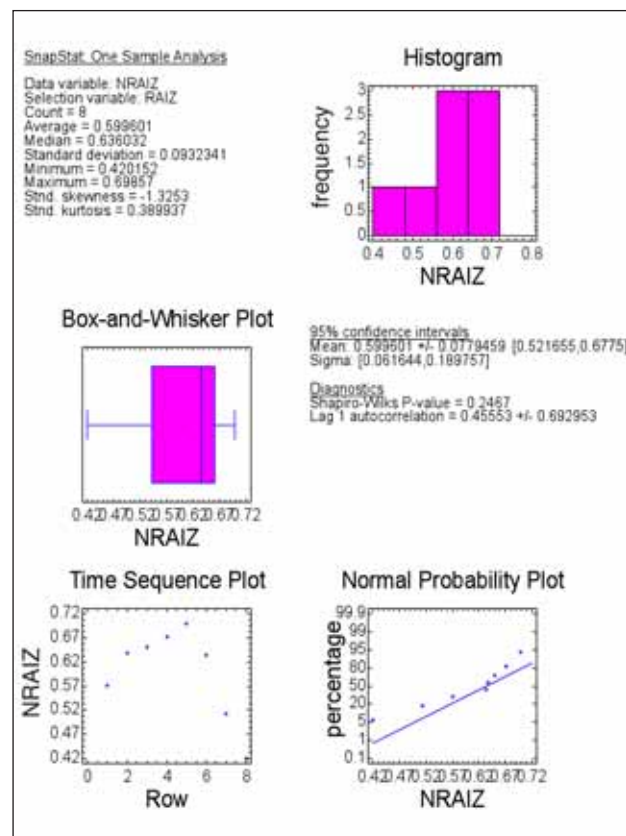 SnapStat: One Sample Analysis
Data variable: NRAIZ
Selection variable: RAIZ
Count = 8
Average = 0.599601
Median = 0.636032
Standard deviation = 0.0932341
Minimum = 0.420152
Maximum = 0.69857
Stnd. skewness = -1.3253
Stnd. kurtosis = 0.389937
Histogram
frequency
3
2.5
2
1.5
1
0.5
0
0.4 0.5 0.6 0.7 0.8
NRAIZ
Box-and-Whisker Plot
0.42 0.47 0.52 0.57 0.62 0.67 0.72
NRAIZ
95% confidence intervals
Mean: 0.599601 +/- 0.0779459 [0.521655,0.6775]
Sigma: [0.061644,0.189757]
Diagnostics
Shapiro-Wilks P-value = 0.2467
Lag 1 autocorrelation = 0.45553 +/- 0.692953
Time Sequence Plot
NRAIZ
0.72
0.67
0.62
0.57
0.52
0.47
0.42
0 2 4 6 8
Row
Normal Probability Plot
percentage
99.9
99
95
80
50
20
5
1
0.1
0.42 0.47 0.52 0.57 0.62 0.67 0.72
NRAIZ